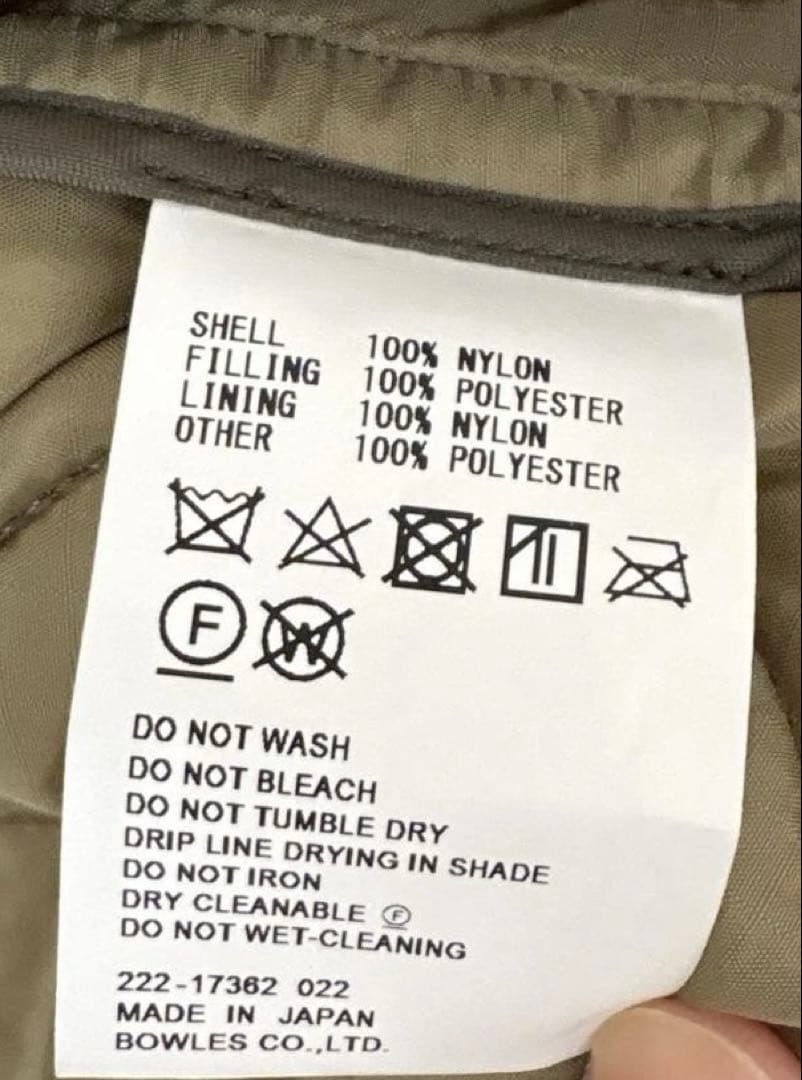 SHELL 100% NYLON
FILLING 100% POLYESTER
LINING 100% NYLON
OTHER 100% POLYESTER
F W
DO NOT WASH
DO NOT BLEACH
DO NOT TUMBLE DRY
DRIP LINE DRYING IN SHADE
DO NOT IRON
DRY CLEANABLE Ⓕ
DO NOT WET-CLEANING
222-17362 022
MADE IN JAPAN
BOWLES CO.,LTD.